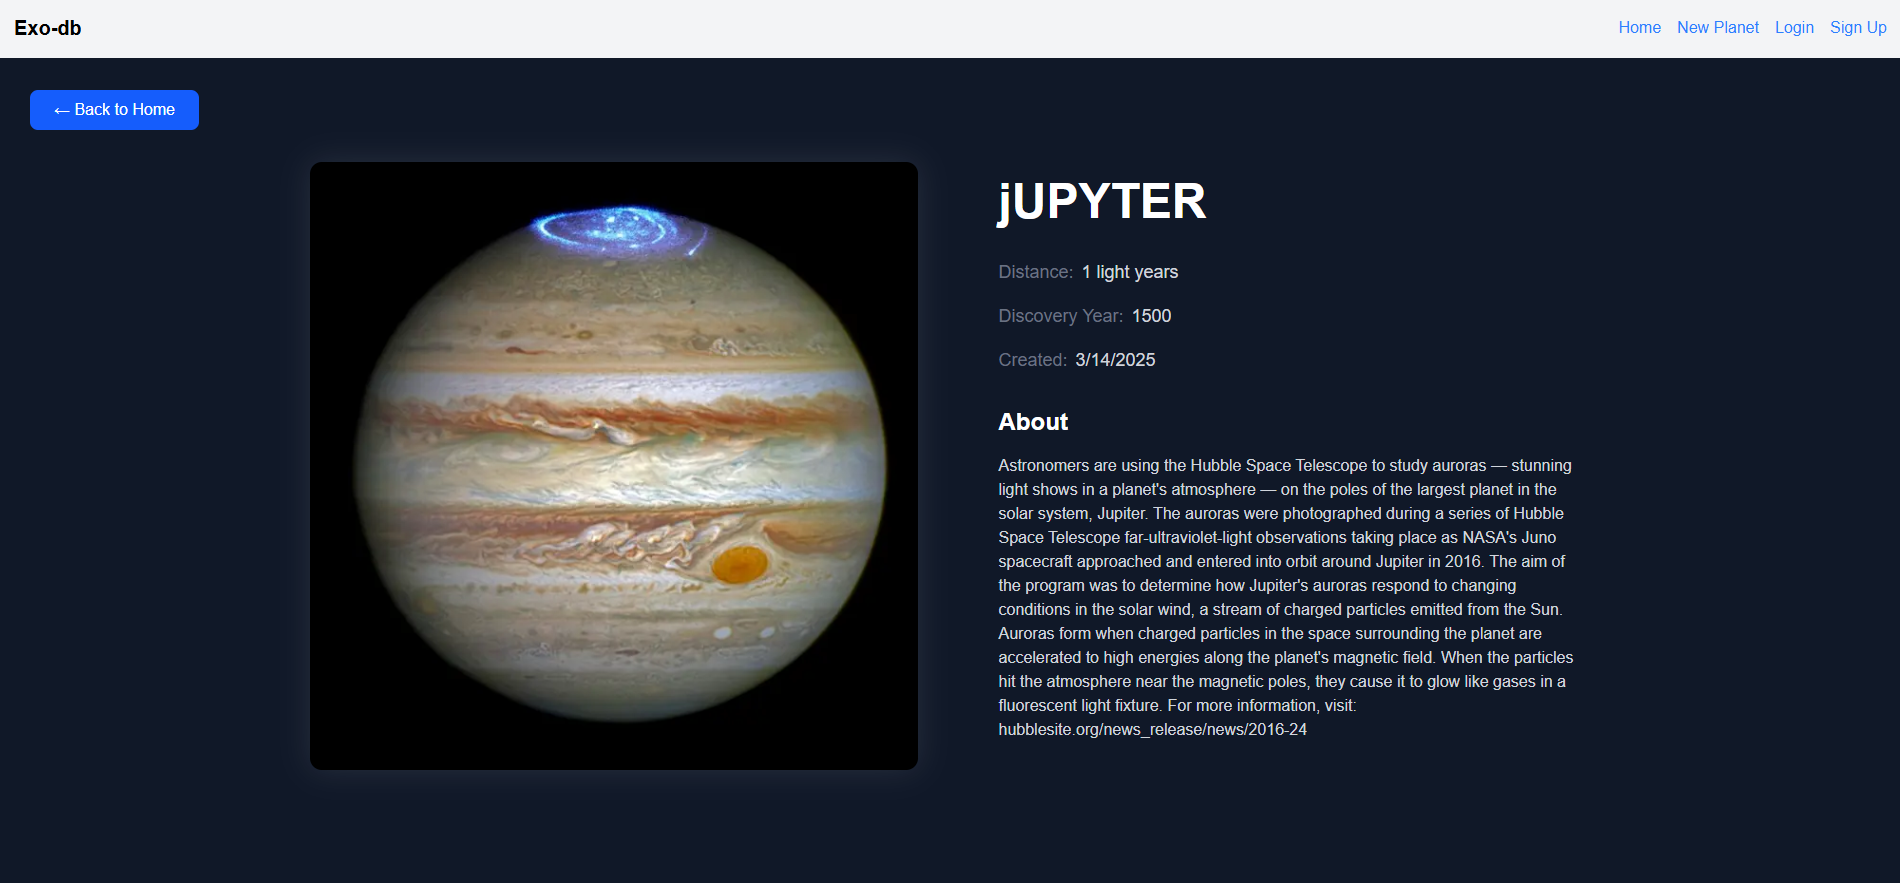 Exo-db
Home New Planet Login Sign Up
← Back to Home
jUPYTER
Distance: 1 light years
Discovery Year: 1500
Created: 3/14/2025
About
Astronomers are using the Hubble Space Telescope to study auroras — stunning
light shows in a planet's atmosphere — on the poles of the largest planet in the
solar system, Jupiter. The auroras were photographed during a series of Hubble
Space Telescope far-ultraviolet-light observations taking place as NASA's Juno
spacecraft approached and entered into orbit around Jupiter in 2016. The aim of
the program was to determine how Jupiter's auroras respond to changing
conditions in the solar wind, a stream of charged particles emitted from the Sun.
Auroras form when charged particles in the space surrounding the planet are
accelerated to high energies along the planet's magnetic field. When the particles
hit the atmosphere near the magnetic poles, they cause it to glow like gases in a
fluorescent light fixture. For more information, visit:
hubblesite.org/news_release/news/2016-24